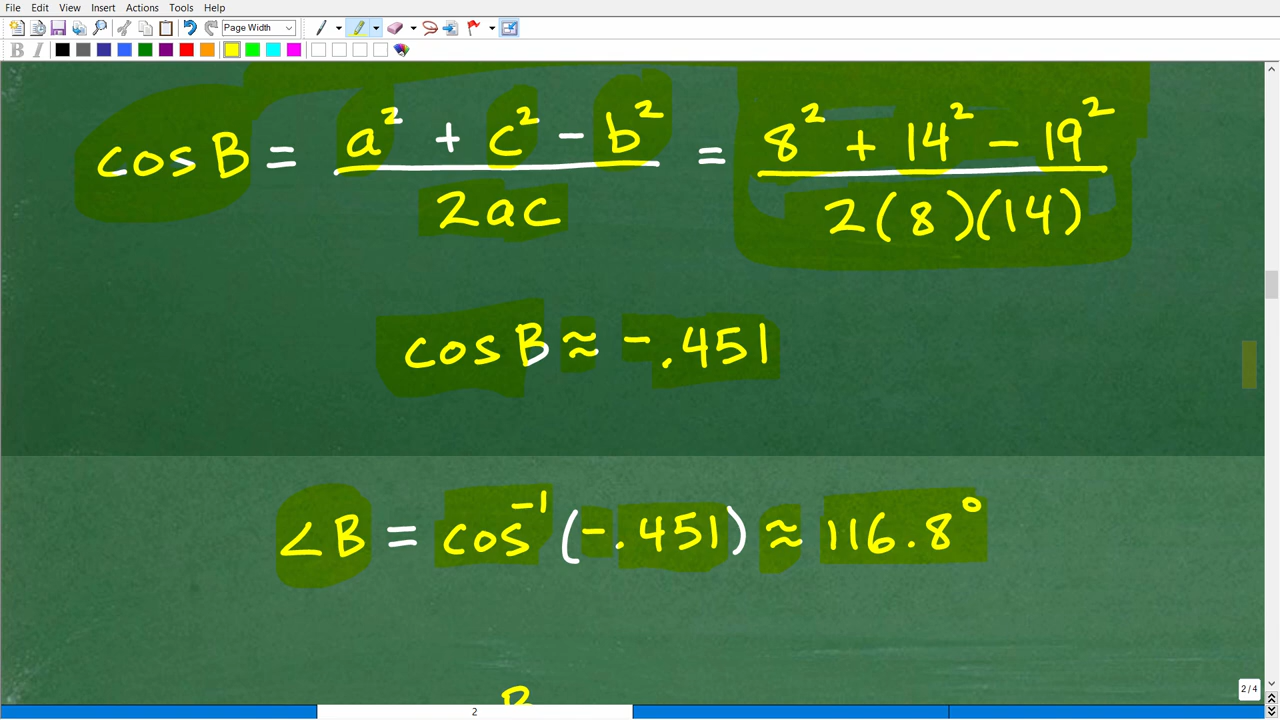 File Edit View Insert Actions Tools Help
Page Width
B I
cos B = a² + c² − b² / 2ac = 8² + 14² − 19² / 2(8)(14)
cos B ≈ −.451
∠B = cos⁻¹(−.451) ≈ 116.8°
B
2/4
2